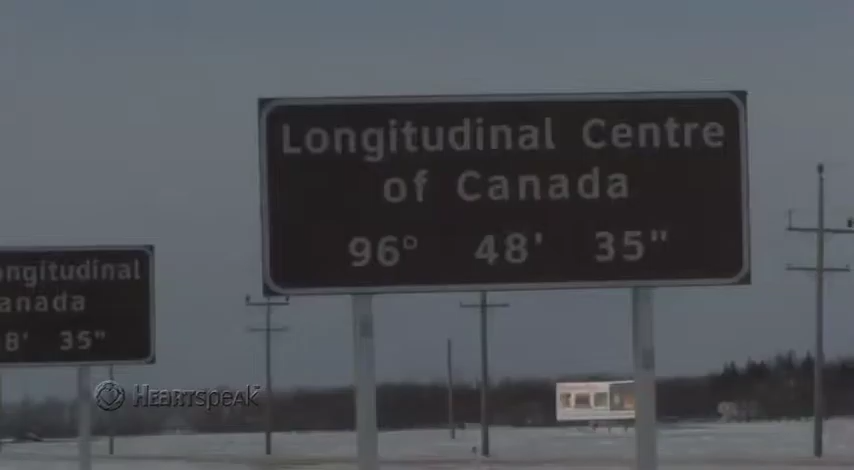 Longitudinal Centre
of Canada
96° 48' 35"
ongitudinal
anada
8' 35"
Heartspeak